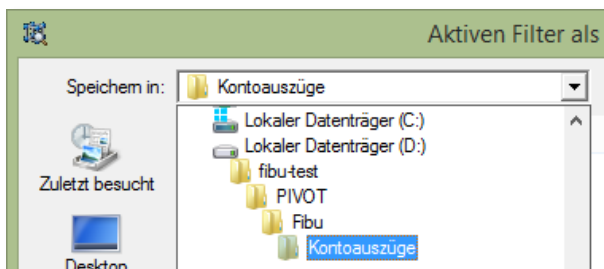 Aktiven Filter als
Speichern in:
Kontoauszüge
Lokaler Datenträger (C:)
Lokaler Datenträger (D:)
fibu-test
PIVOT
Fibu
Kontoauszüge
Zuletzt besucht
Desktop